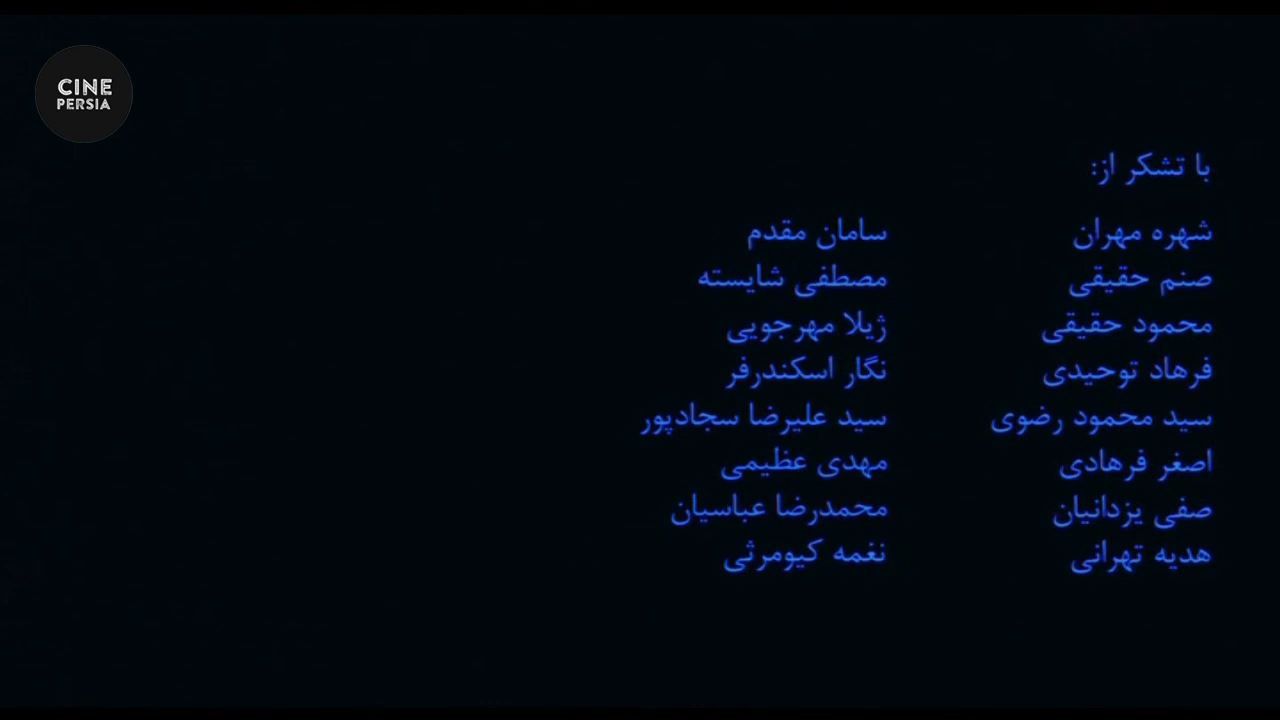 CINE
PERSIA
با تشکر از:
شهره مهران
صنم حقیقی
محمود حقیقی
فرهاد توحیدی
سید محمود رضوی
اصغر فرهادی
صفی یزدانیان
هدیه تهرانی
سامان مقدم
مصطفی شایسته
ژیلا مهرجویی
نگار اسکندرفر
سید علیرضا سجادپور
مهدی عظیمی
محمدرضا عباسیان
نغمه کیومرثی